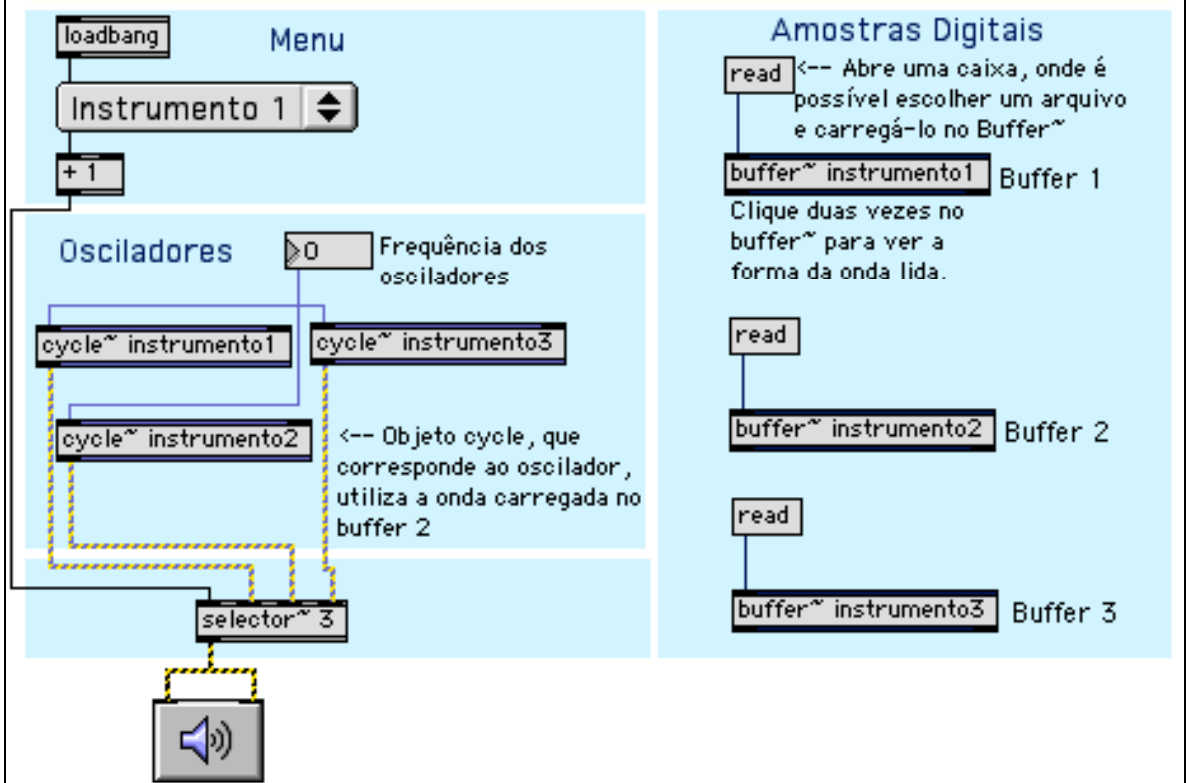 loadbang
Menu
Instrumento 1
+ 1
Osciladores
0
Frequência dos
osciladores
cycle~ instrumento1
cycle~ instrumento3
cycle~ instrumento2
<-- Objeto cycle, que
corresponde ao oscilador,
utiliza a onda carregada no
buffer 2
selector~ 3
Amostras Digitais
read
<-- Abre uma caixa, onde é
possível escolher um arquivo
e carregá-lo no Buffer~
buffer~ instrumento1
Buffer 1
Clique duas vezes no
buffer~ para ver a
forma da onda lida.
read
buffer~ instrumento2
Buffer 2
read
buffer~ instrumento3
Buffer 3